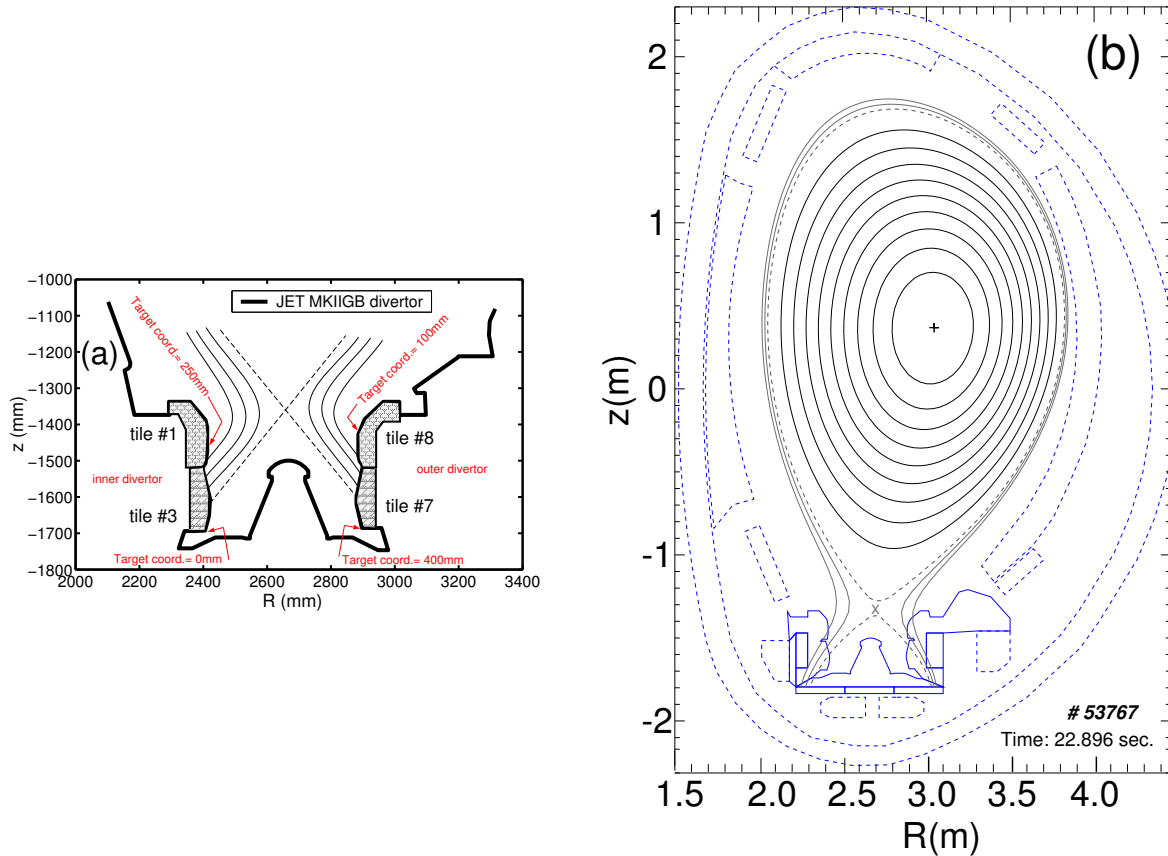 (a)
JET MKIIGB divertor
Target coord.= 250mm
Target coord.= 100mm
tile #1
tile #8
inner divertor
outer divertor
tile #3
tile #7
Target coord.= 0mm
Target coord.= 400mm
z (mm)
−1000
−1100
−1200
−1300
−1400
−1500
−1600
−1700
−1800
2000 2200 2400 2600 2800 3000 3200 3400
R (mm)
(b)
z(m)
2
1
0
-1
-2
x
# 53767
Time: 22.896 sec.
1.5 2.0 2.5 3.0 3.5 4.0
R(m)